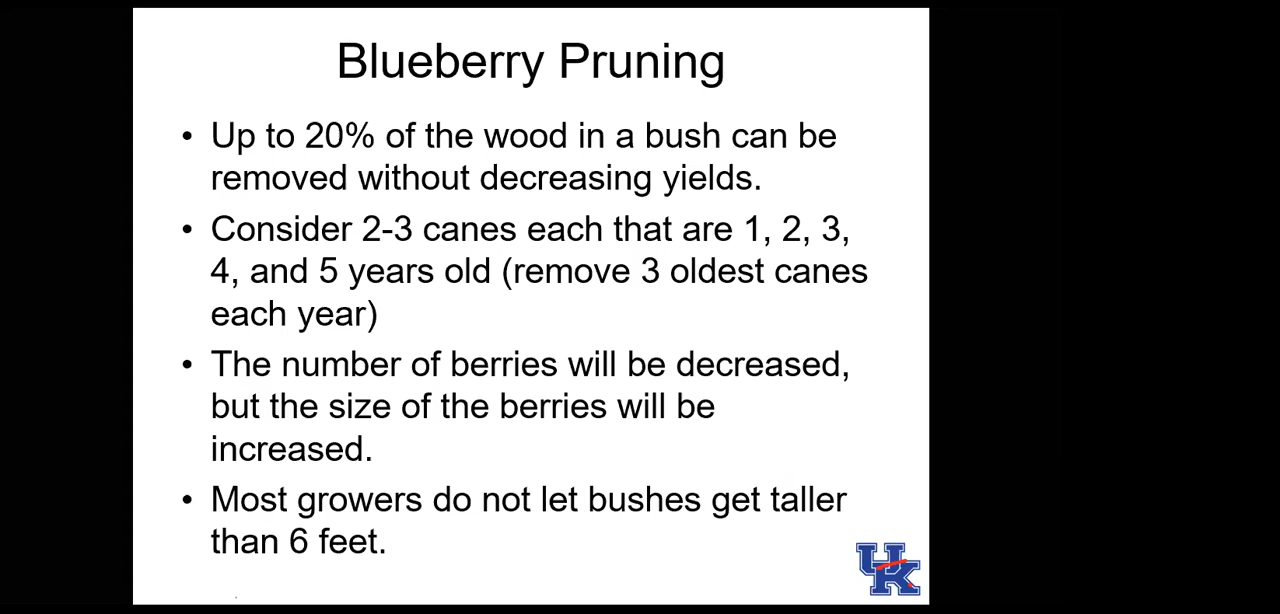 Blueberry Pruning
• Up to 20% of the wood in a bush can be
removed without decreasing yields.
• Consider 2-3 canes each that are 1, 2, 3,
4, and 5 years old (remove 3 oldest canes
each year)
• The number of berries will be decreased,
but the size of the berries will be
increased.
• Most growers do not let bushes get taller
than 6 feet.
UK